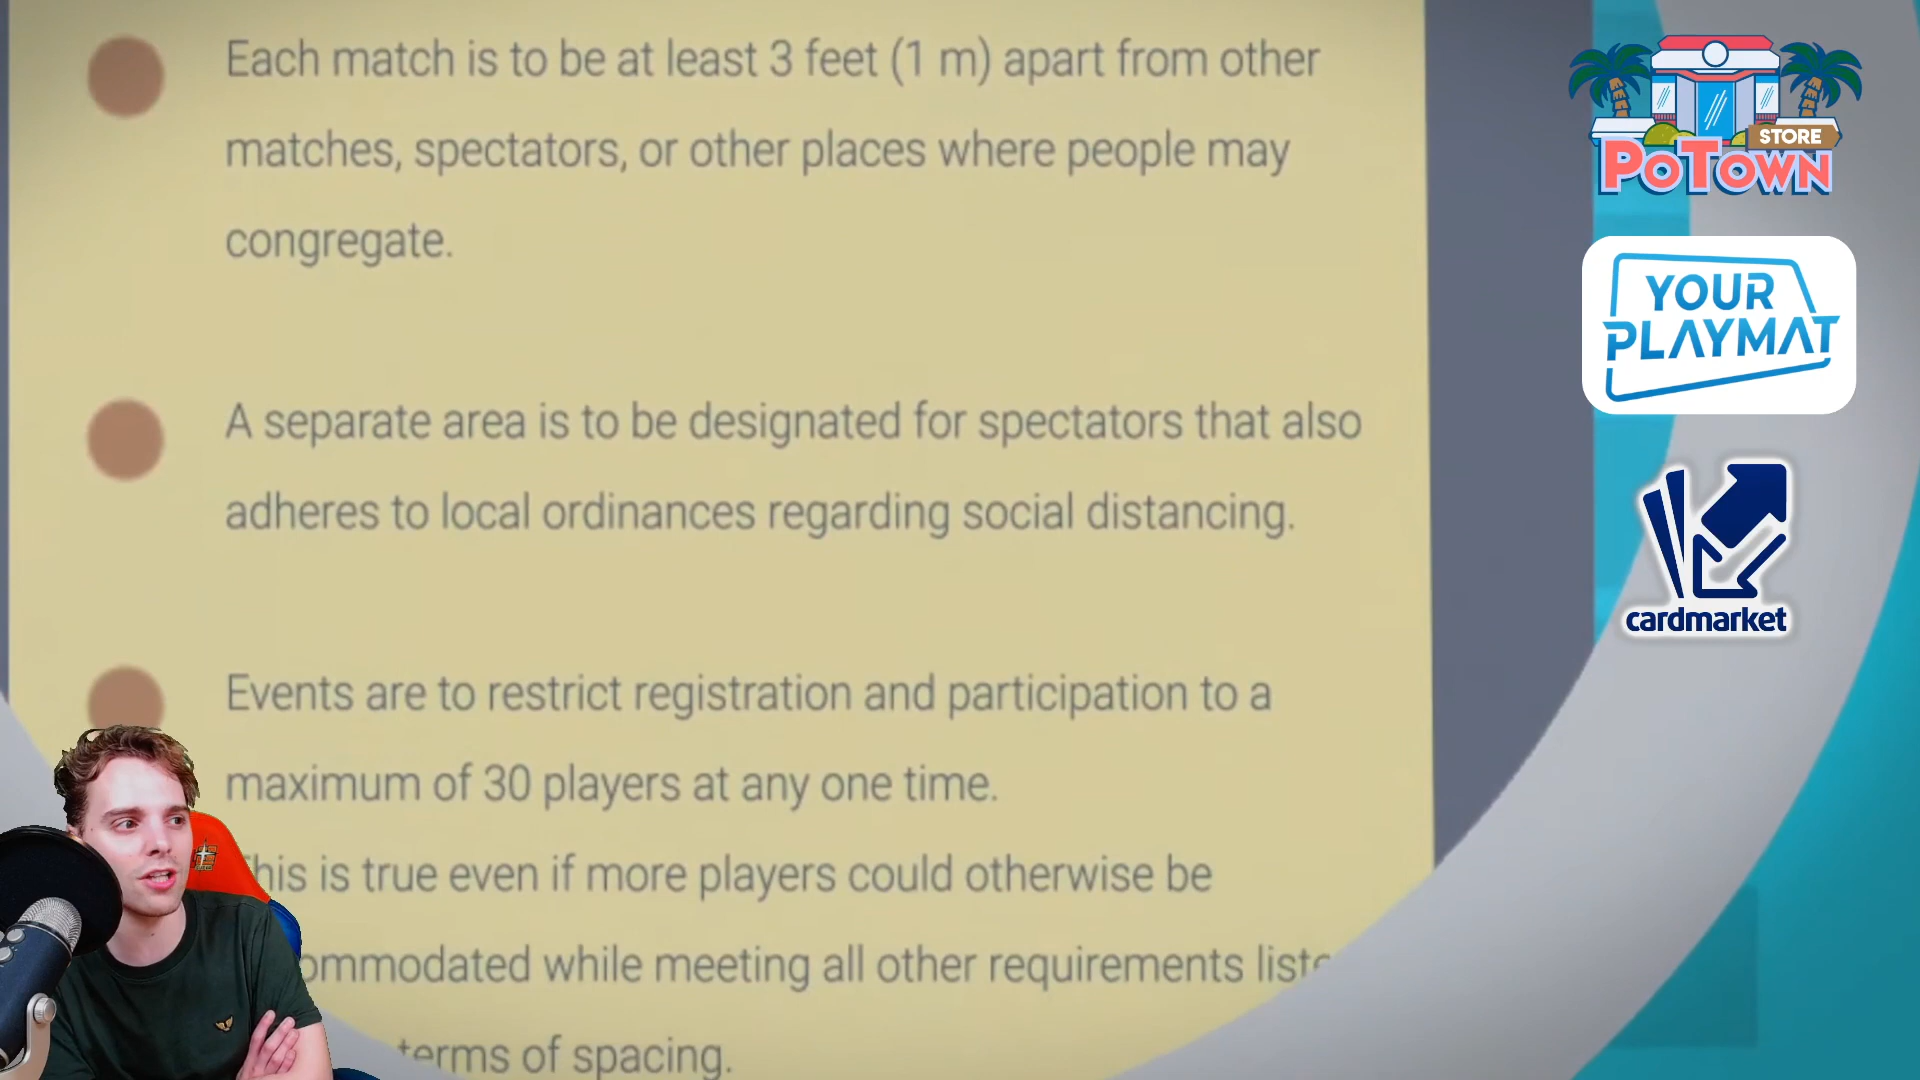 Each match is to be at least 3 feet (1 m) apart from other
matches, spectators, or other places where people may
congregate.
A separate area is to be designated for spectators that also
adheres to local ordinances regarding social distancing.
Events are to restrict registration and participation to a
maximum of 30 players at any one time.
This is true even if more players could otherwise be
ommodated while meeting all other requirements liste
terms of spacing.
STORE
POTOWN
YOUR
PLAYMAT
cardmarket